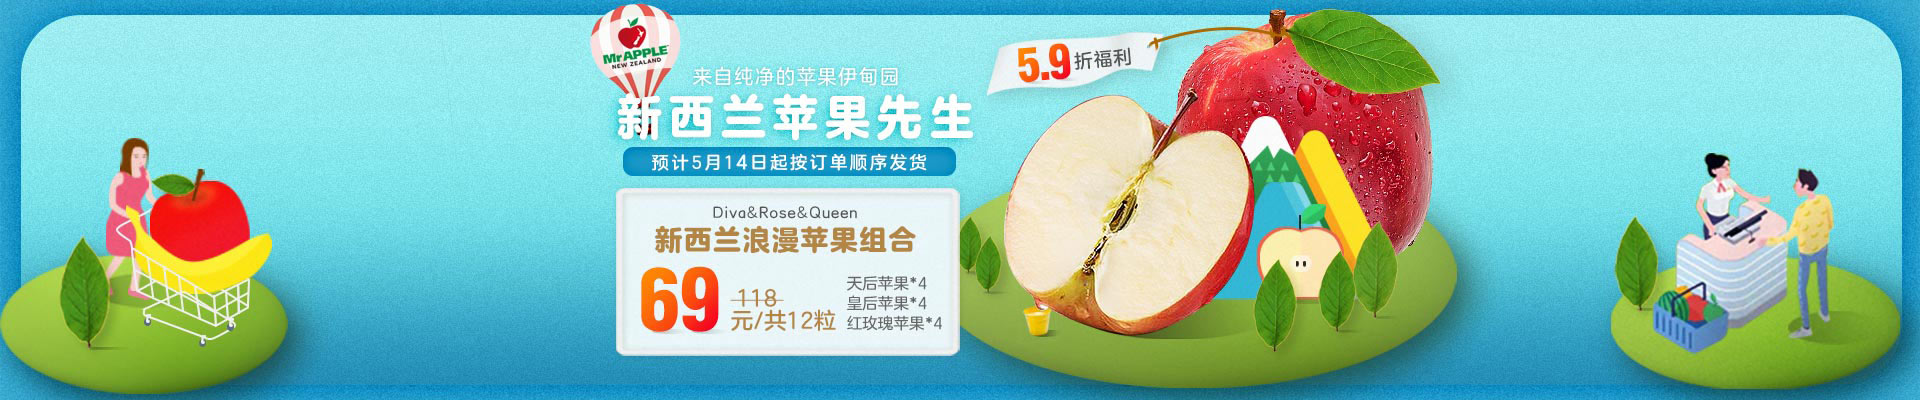 Mr APPLE
NEW ZEALAND
来自纯净的苹果伊甸园
新西兰苹果先生
预计5月14日起按订单顺序发货
5.9折福利
Diva&Rose&Queen
新西兰浪漫苹果组合
69
118
元/共12粒
天后苹果*4
皇后苹果*4
红玫瑰苹果*4